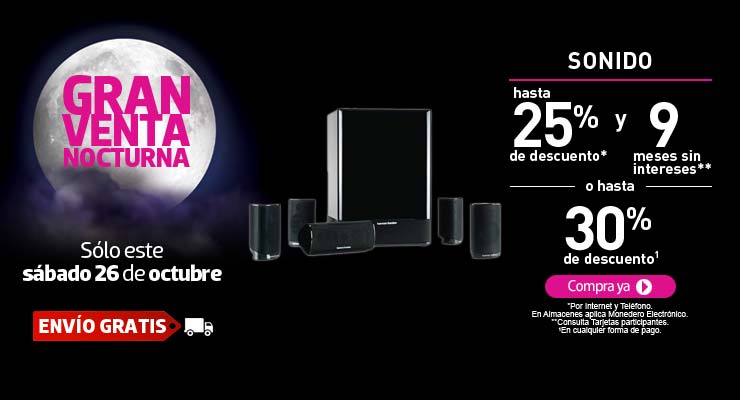 GRAN
VENTA
NOCTURNA
Sólo este
sábado 26 de octubre
ENVÍO GRATIS
harman/kardon
SONIDO
hasta
25% y 9
de descuento* meses sin
intereses**
o hasta
30%
de descuento¹
Compra ya
*Por Internet y Teléfono.
En Almacenes aplica Monedero Electrónico.
**Consulta Tarjetas participantes.
¹En cualquier forma de pago.